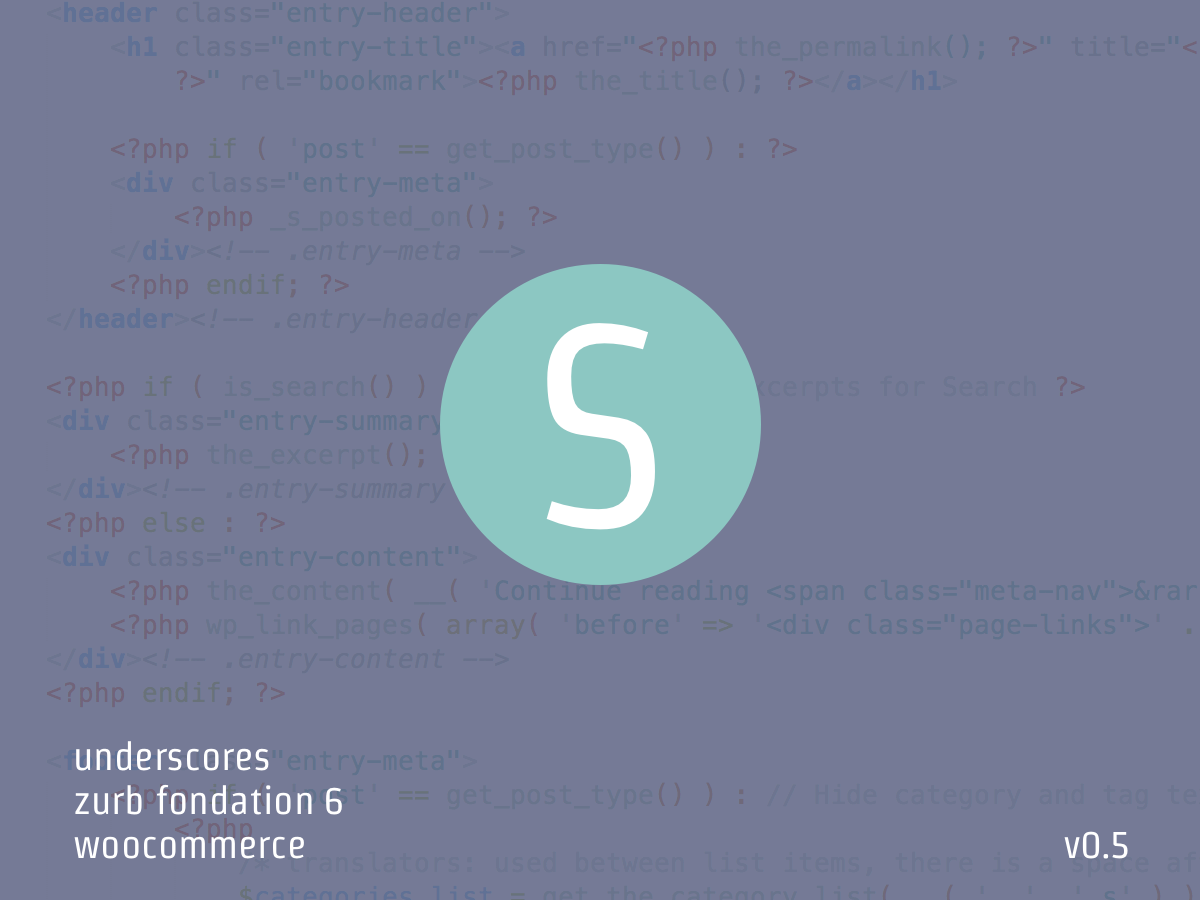 <header class="entry-header">
<h1 class="entry-title"><a href="<?php the_permalink(); ?>" title="<
?>" rel="bookmark"><?php the_title(); ?></a></h1>
<?php if ( 'post' == get_post_type() ) : ?>
<div class="entry-meta">
<?php _s_posted_on(); ?>
</div><!-- .entry-meta -->
<?php endif; ?>
</header><!-- .entry-header
<?php if ( is_search() ) xcerpts for Search ?>
<div class="entry-summary
<?php the_excerpt();
</div><!-- .entry-summary
<?php else : ?>
<div class="entry-content">
<?php the_content( __( 'Continue reading <span class="meta-nav">&rar
<?php wp_link_pages( array( 'before' => '<div class="page-links">' .
</div><!-- .entry-content -->
<?php endif; ?>
S
"entry-meta">
<?php if ( 'post' == get_post_type() ) : // Hide category and tag te
<?php
/* translators: used between list items, there is a space af
$categories_list = get_the_category_list( __( ', ', '_s' ) )
underscores
zurb fondation 6
woocommerce
v0.5